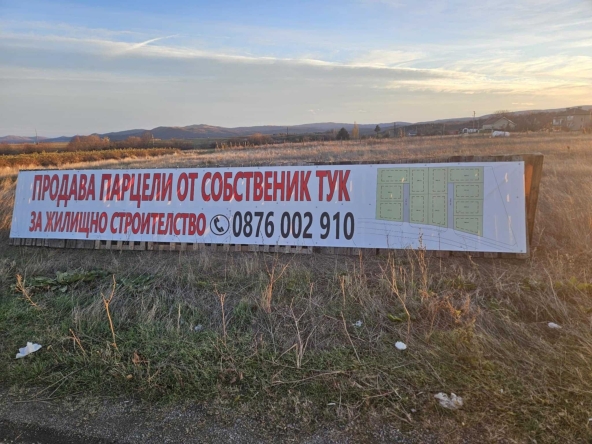 ПРОДАВА ПАРЦЕЛИ ОТ СОБСТВЕНИК ТУК
ЗА ЖИЛИЩНО СТРОИТЕЛСТВО 0876 002 910